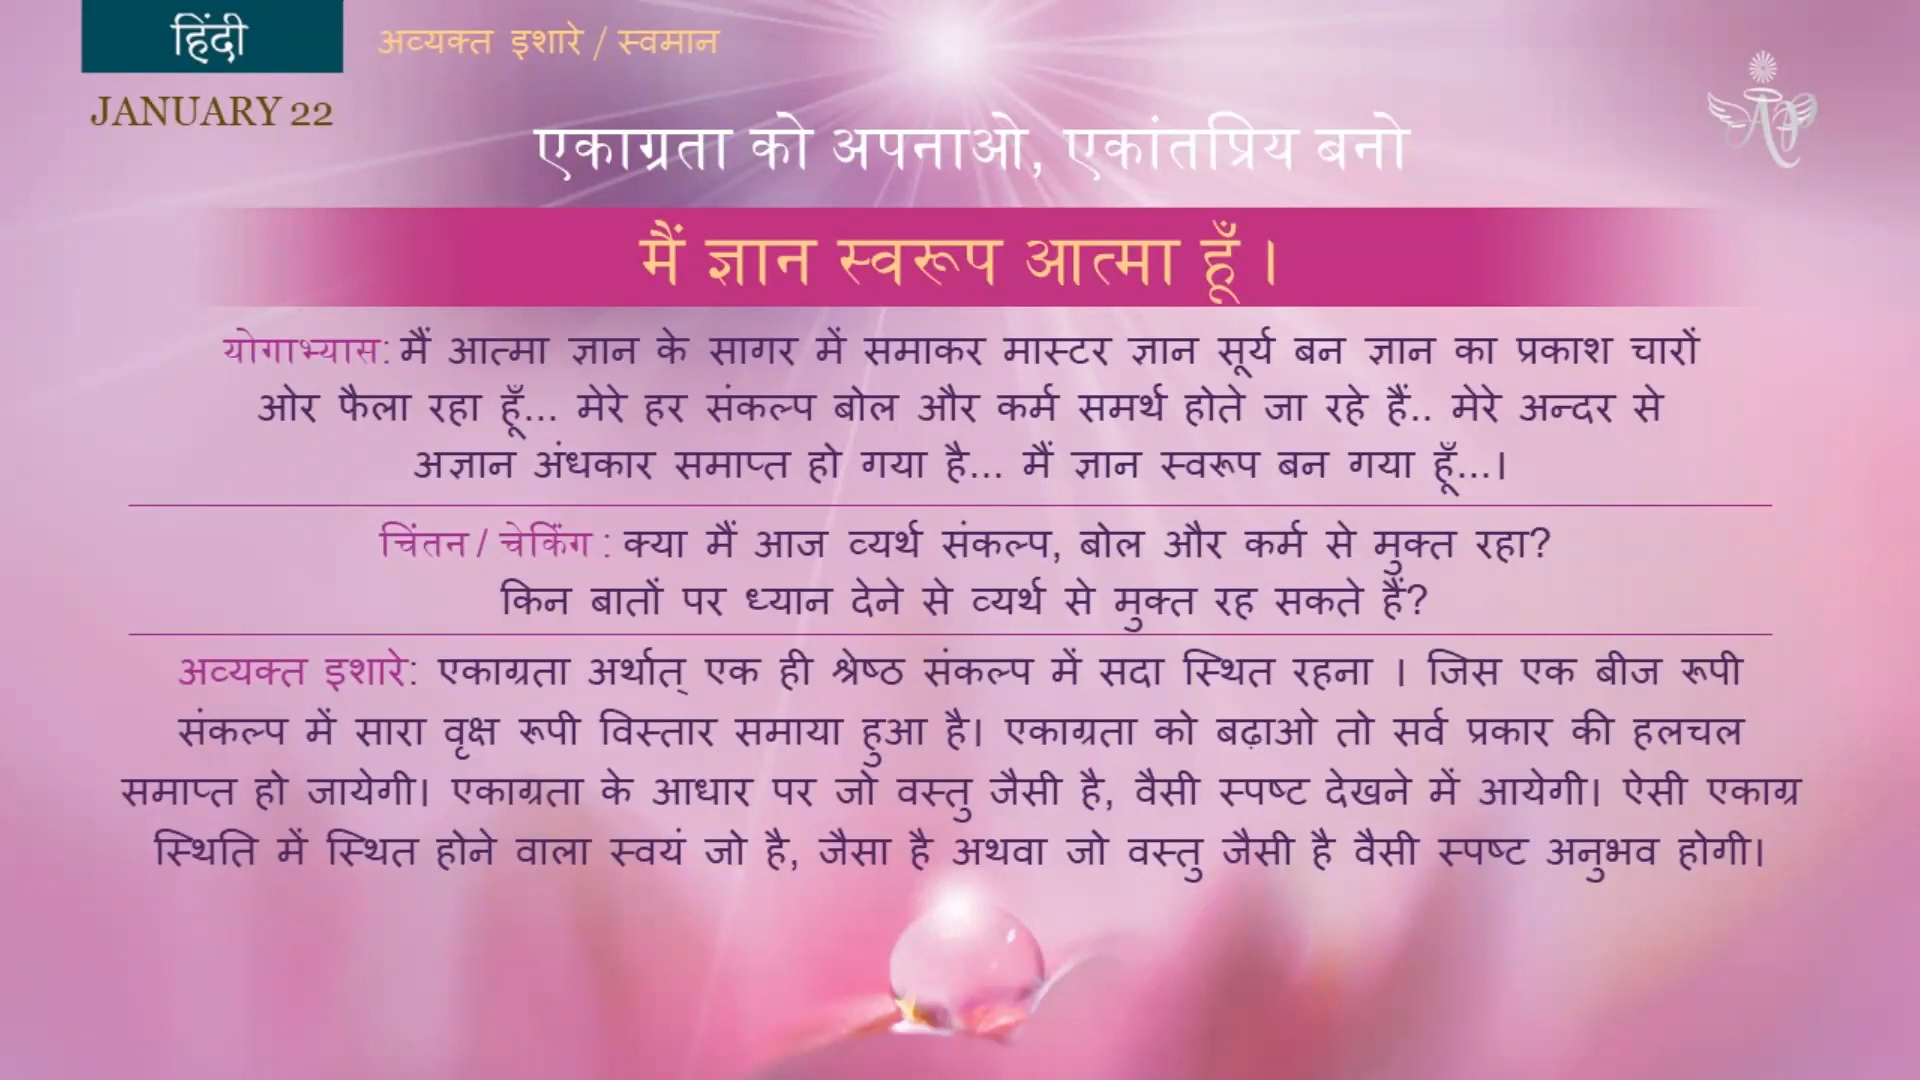 हिंदी
अव्यक्त इशारे / स्वमान
JANUARY 22
एकाग्रता को अपनाओ, एकांतप्रिय बनो
मैं ज्ञान स्वरूप आत्मा हूँ ।
योगाभ्यास: मैं आत्मा ज्ञान के सागर में समाकर मास्टर ज्ञान सूर्य बन ज्ञान का प्रकाश चारों
ओर फैला रहा हूँ... मेरे हर संकल्प बोल और कर्म समर्थ होते जा रहे हैं.. मेरे अन्दर से
अज्ञान अंधकार समाप्त हो गया है... मैं ज्ञान स्वरूप बन गया हूँ...।
चिंतन / चेकिंग : क्या मैं आज व्यर्थ संकल्प, बोल और कर्म से मुक्त रहा?
किन बातों पर ध्यान देने से व्यर्थ से मुक्त रह सकते हैं?
अव्यक्त इशारे: एकाग्रता अर्थात् एक ही श्रेष्ठ संकल्प में सदा स्थित रहना । जिस एक बीज रूपी
संकल्प में सारा वृक्ष रूपी विस्तार समाया हुआ है। एकाग्रता को बढ़ाओ तो सर्व प्रकार की हलचल
समाप्त हो जायेगी। एकाग्रता के आधार पर जो वस्तु जैसी है, वैसी स्पष्ट देखने में आयेगी। ऐसी एकाग्र
स्थिति में स्थित होने वाला स्वयं जो है, जैसा है अथवा जो वस्तु जैसी है वैसी स्पष्ट अनुभव होगी।
AP